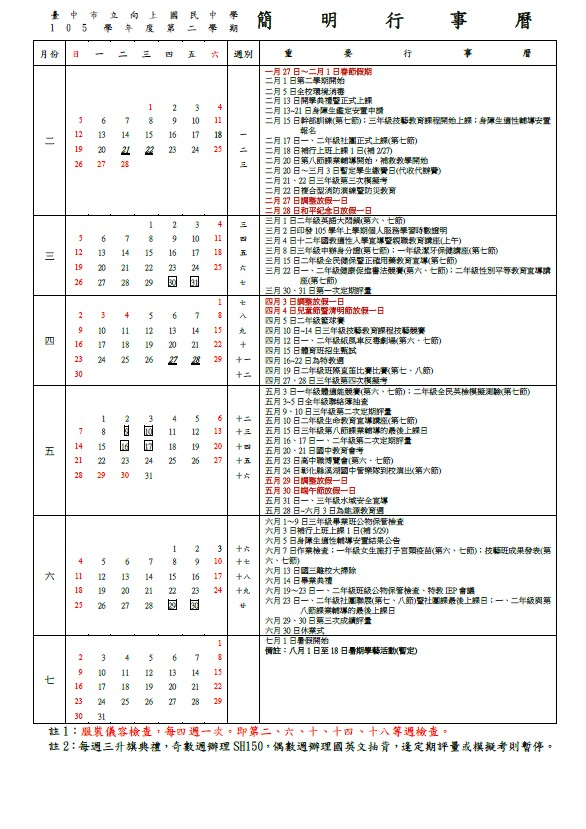 臺中市立向上國民中學
105學年度第二學期
簡明行事曆
月份 日 一 二 三 四 五 六 週別 重要行事曆
二
1 2 3 4
5 6 7 8 9 10 11
12 13 14 15 16 17 18 一
19 20 21 22 23 24 25 二
26 27 28 三
一月27日～二月1日春節假期
二月1日第二學期開始
二月5日全校環境消毒
二月13日開學典禮暨正式上課
二月13~21日身障生鑑定安置申請
二月15日幹部訓練(第七節)；三年級技藝教育課程開始上課；身障生適性輔導安置
報名
二月17日一、二年級社團正式上課(第七節)
二月18日補行上班上課1日(補2/27)
二月20日第八節課業輔導開始，補救教學開始
二月20日～三月3日暫定學生繳費日(代收代辦費)
二月21、22日三年級第三次模擬考
二月22日複合型消防演練暨防災教育
二月27日調整放假一日
二月28日和平紀念日放假一日
三
1 2 3 4 三
5 6 7 8 9 10 11 四
12 13 14 15 16 17 18 五
19 20 21 22 23 24 25 六
26 27 28 29 30 31 七
三月1日二年級英語大悶鍋(第六、七節)
三月2日印發105學年上學期個人服務學習時數證明
三月4日十二年國教適性入學宣導暨親職教育講座(上午)
三月8日三年級申辦身分證(第七節)；一年級潔牙保健講座(第七節)
三月15日二年級全民健保暨正確用藥教育宣導(第七節)
三月22日一、二年級健康促進書法競賽(第六、七節)；二年級性別平等教育宣導講
座(第七節)
三月30、31日第一次定期評量
四
1 七
2 3 4 5 6 7 8 八
9 10 11 12 13 14 15 九
16 17 18 19 20 21 22 十
23 24 25 26 27 28 29 十一
30 十二
四月3日調整放假一日
四月4日兒童節暨清明節放假一日
四月5日二年級籃球賽
四月10日~14日三年級技藝教育課程技藝競賽
四月12日一、二年級紙風車反毒劇場(第六、七節)
四月15日體育班招生甄試
四月16~22日為特教週
四月19日二年級班際直笛比賽比賽(第七、八節)
四月27、28日三年級第四次模擬考
五
1 2 3 4 5 6 十二
7 8 9 10 11 12 13 十三
14 15 16 17 18 19 20 十四
21 22 23 24 25 26 27 十五
28 29 30 31 十六
五月3日一年級體適能競賽(第六、七節)；二年級全民英檢模擬測驗(第七節)
五月3~5日全年級聯絡簿抽查
五月9、10日三年級第二次定期評量
五月10日二年級生命教育宣導講座(第七節)
五月15日三年級第八節課業輔導的最後上課日
五月16、17日一、二年級第二次定期評量
五月20、21日國中教育會考
五月23日高中職博覽會(第六、七節)
五月24日彰化縣溪湖國中管樂隊到校演出(第六節)
五月29日調整放假一日
五月30日端午節放假一日
五月31日一、三年級水域安全宣導
五月28日~六月3日為能源教育週
六
1 2 3 十六
4 5 6 7 8 9 10 十七
11 12 13 14 15 16 17 十八
18 19 20 21 22 23 24 十九
25 26 27 28 29 30 廿
六月1~9日三年級畢業班公物保管檢查
六月3日補行上班上課1日(補5/29)
六月5日身障生適性輔導安置結果公告
六月7日作業檢查；一年級女生施打子宮頸疫苗(第六、七節)；技藝班成果發表(第
六、七節)
六月13日國三離校大掃除
六月14日畢業典禮
六月19~23日一、二年級班級公物保管檢查、特教IEP會議
六月23日一、二年級社團聯展(第七、八節)暨社團課最後上課日；一、二年級與第
八節課業輔導的最後上課日
六月29、30日第三次成績評量
六月30日休業式
七
1
2 3 4 5 6 7 8
9 10 11 12 13 14 15
16 17 18 19 20 21 22
23 24 25 26 27 28 29
30 31
七月1日暑假開始
備註：八月1日至18日暑期學藝活動(暫定)
註1：服裝儀容檢查，每四週一次。即第二、六、十、十四、十八等週檢查。
註2：每週三升旗典禮，奇數週辦理SH150，偶數週辦理國英文抽背，逢定期評量或模擬考則暫停。